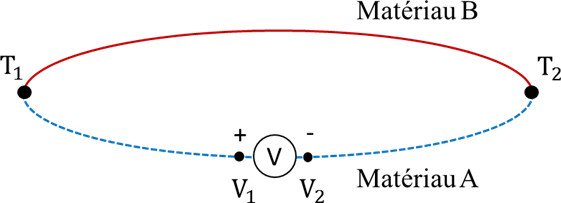 Matériau B
T₁
T₂
+
-
V
V₁
V₂
Matériau A